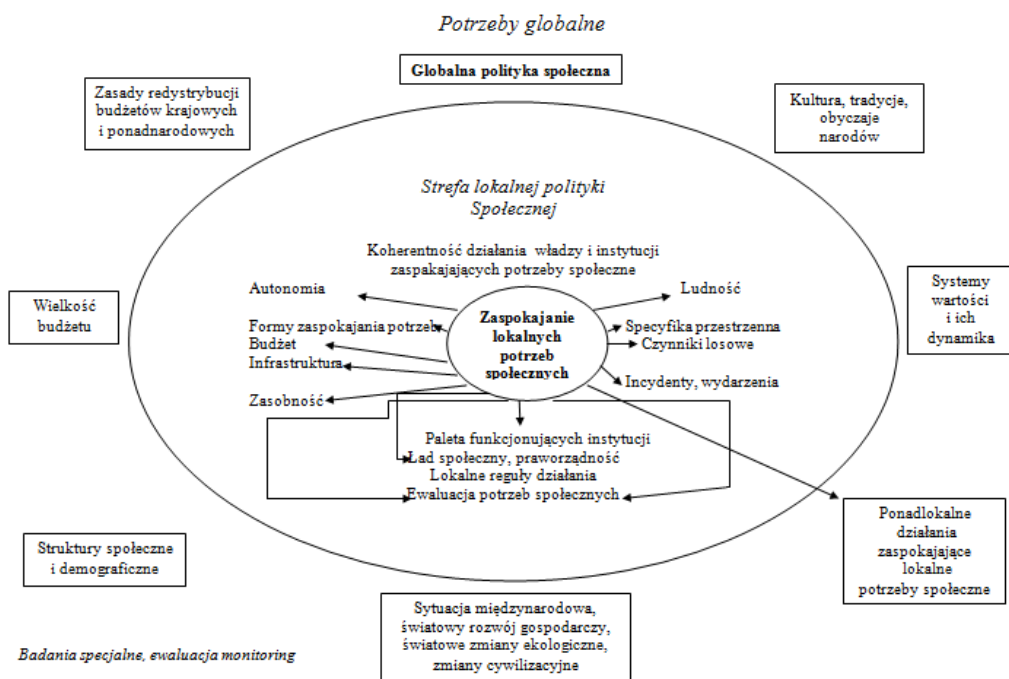 Potrzeby globalne
Globalna polityka społeczna
Zasady redystrybucji
budżetów krajowych
i ponadnarodowych
Kultura, tradycje,
obyczaje
narodów
Strefa lokalnej polityki
Społecznej
Koherentność działania władzy i instytucji
zaspakajających potrzeby społeczne
Autonomia
Ludność
Wielkość
budżetu
Systemy
wartości
i ich
dynamika
Formy zaspokajania potrzeb
Budżet
Infrastruktura
Zasobność
Zaspokajanie
lokalnych
potrzeb
społecznych
Specyfika przestrzenna
Czynniki losowe
Incydenty, wydarzenia
Paleta funkcjonujących instytucji
Ład społeczny, praworządność
Lokalne reguły działania
Ewaluacja potrzeb społecznych
Struktury społeczne
i demograficzne
Ponadlokalne
działania
zaspokajające
lokalne
potrzeby społeczne
Sytuacja międzynarodowa,
światowy rozwój gospodarczy,
światowe zmiany ekologiczne,
zmiany cywilizacyjne
Badania specjalne, ewaluacja monitoring